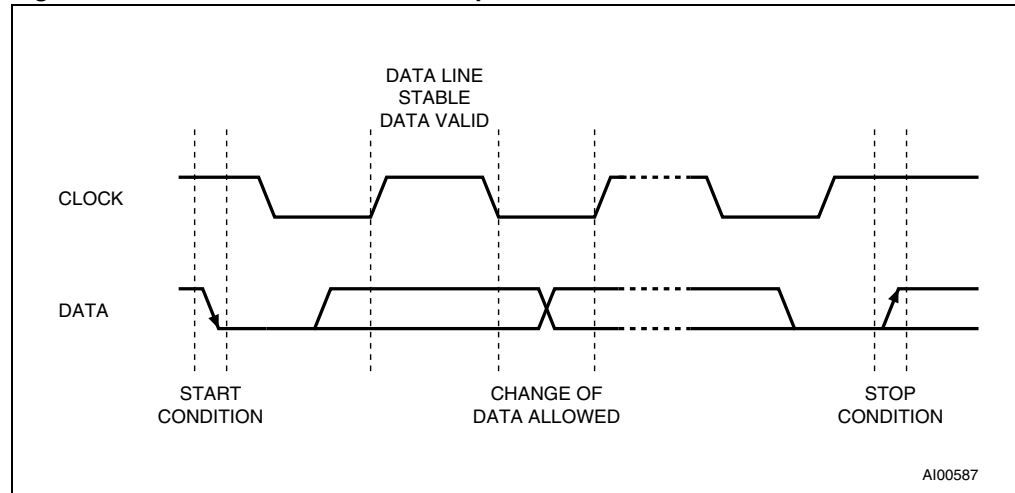 DATA LINE
STABLE
DATA VALID
CLOCK
DATA
START
CONDITION
CHANGE OF
DATA ALLOWED
STOP
CONDITION
AI00587